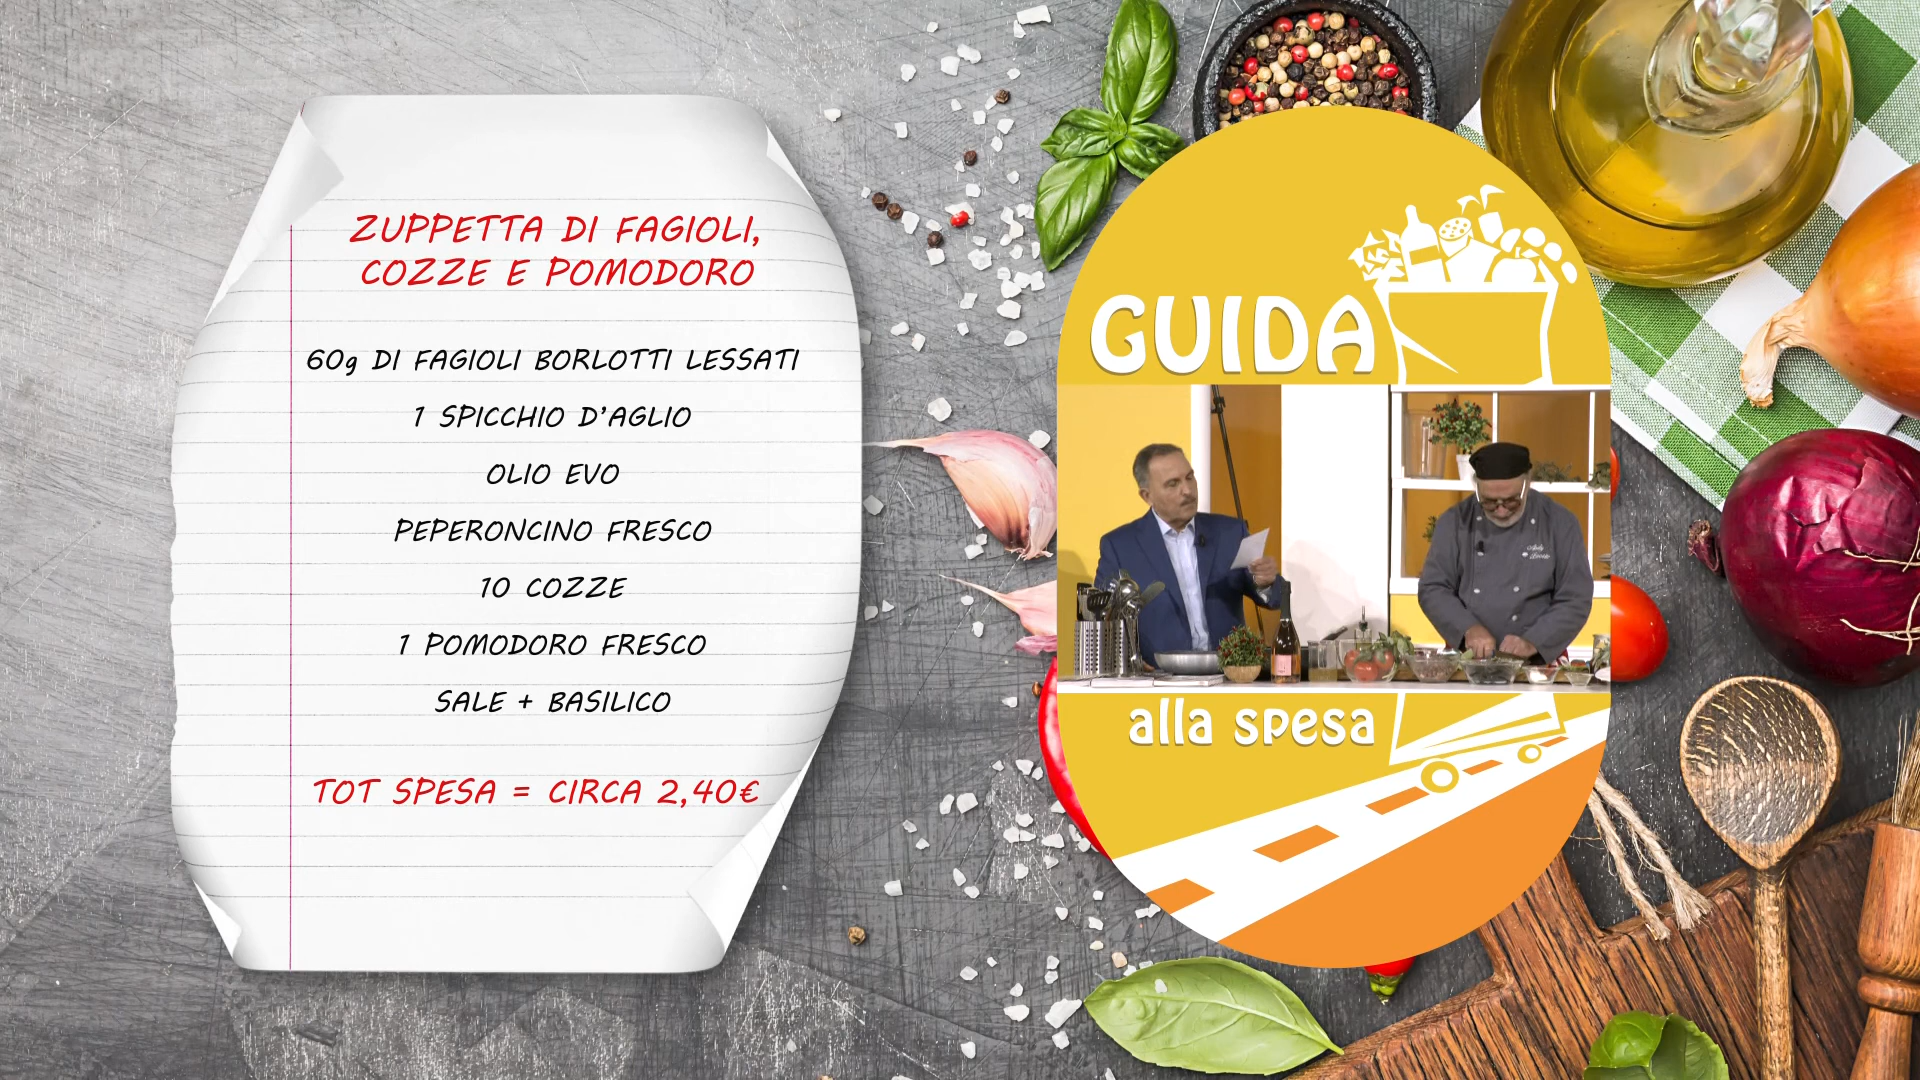 ZUPPETTA DI FAGIOLI,
COZZE E POMODORO
60g DI FAGIOLI BORLOTTI LESSATI
1 SPICCHIO D'AGLIO
OLIO EVO
PEPERONCINO FRESCO
10 COZZE
1 POMODORO FRESCO
SALE + BASILICO
TOT SPESA = CIRCA 2,40€
GUIDA
alla spesa